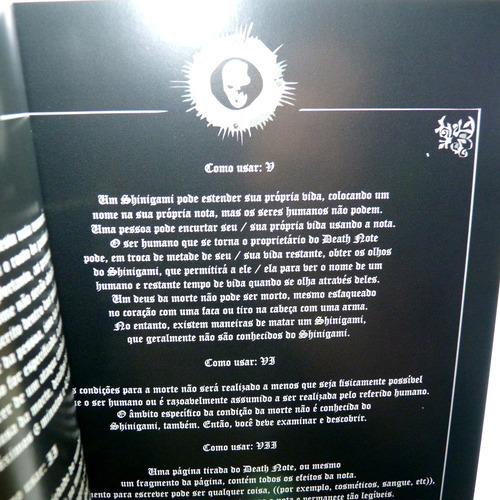 Como usar: V
Um Shinigami pode estender sua própria vida, colocando um
nome na sua própria nota, mas os seres humanos não podem.
Uma pessoa pode encurtar seu / sua própria vida usando a nota.
O ser humano que se torna o proprietário do Death Note
pode, em troca de metade de seu / sua vida restante, obter os olhos
do Shinigami, que permitirá a ele / ela para ver o nome de um
humano e restante tempo de vida quando se olha através deles.
Um deus da morte não pode ser morto, mesmo esfaqueado
no coração com uma faca ou tiro na cabeça com uma arma.
No entanto, existem maneiras de matar um Shinigami,
que geralmente não são conhecidos do Shinigami.
Como usar: VI
condições para a morte não será realizado a menos que seja fisicamente possível
o ser humano ou é razoavelmente assumido a ser realizada pelo referido humano.
O âmbito específico da condição da morte não é conhecida do
Shinigami, também. Então, você deve examinar e descobrir.
Como usar: VII
Uma página tirada do Death Note, ou mesmo
um fragmento da página, contém todos os efeitos da nota.
para escrever pode ser qualquer coisa, ((por exemplo, cosméticos, sangue, etc)),
a nota e permanece tão legíveis.